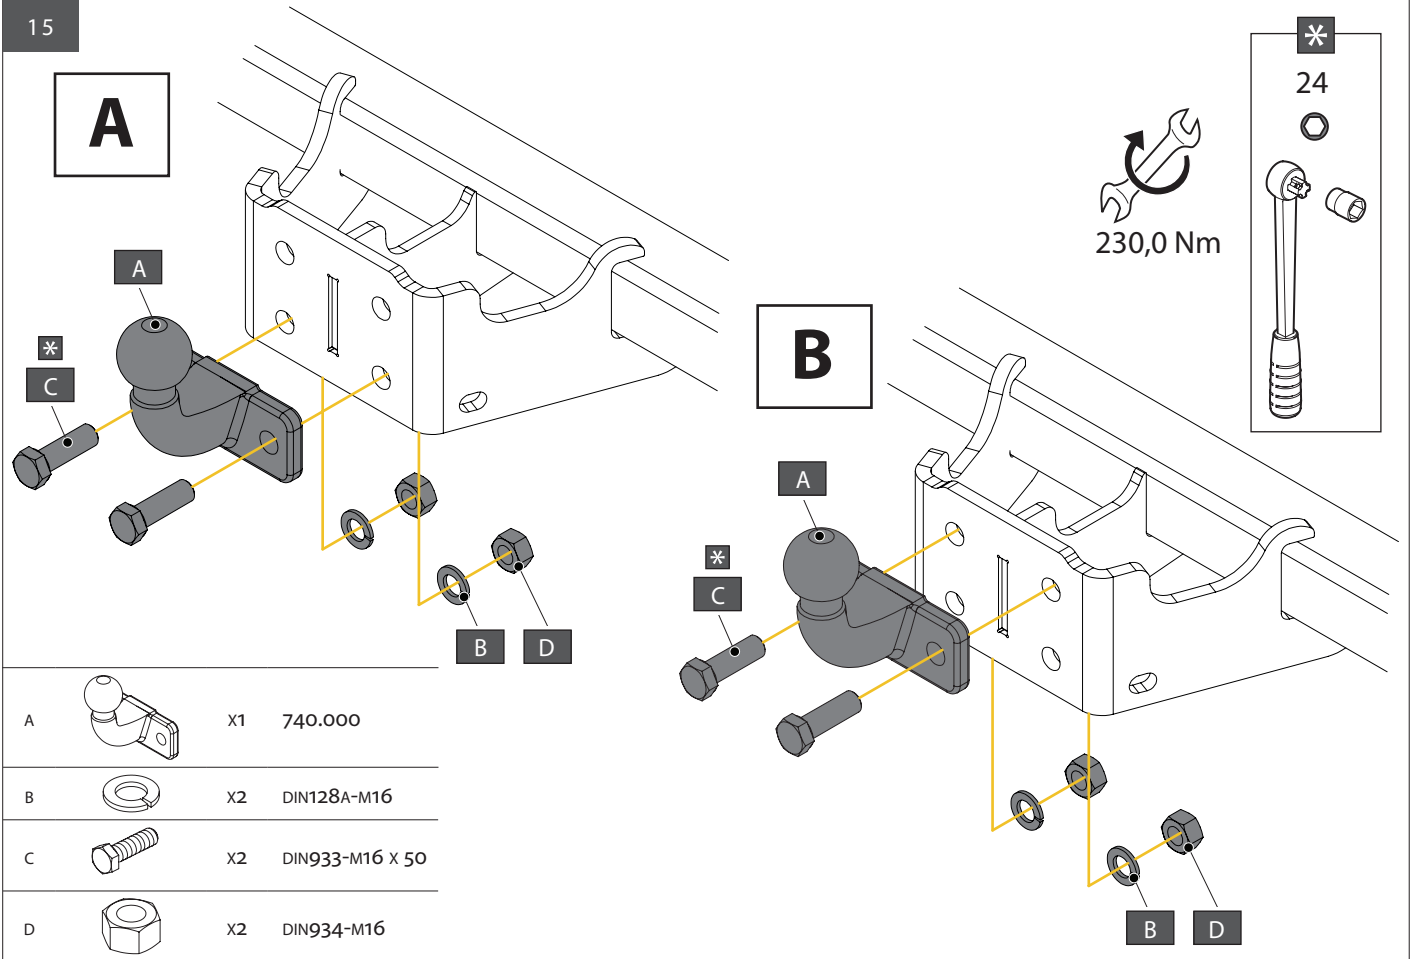 15
A
A
*
C
B
D
230,0 Nm
*
24
B
A
*
C
B
D
A X1 740.000
B X2 DIN128A-M16
C X2 DIN933-M16 X 50
D X2 DIN934-M16